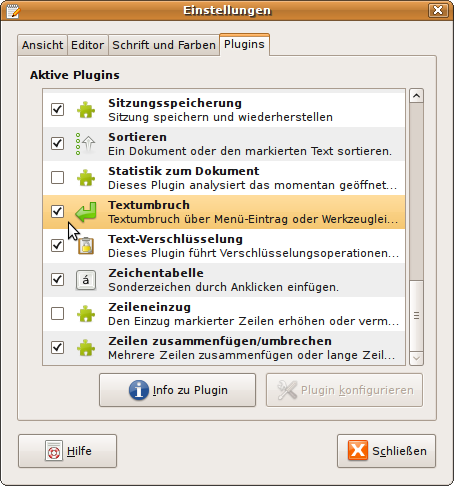 Einstellungen
Ansicht Editor Schrift und Farben Plugins
Aktive Plugins
Sitzungsspeicherung
Sitzung speichern und wiederherstellen
Sortieren
Ein Dokument oder den markierten Text sortieren.
Statistik zum Dokument
Dieses Plugin analysiert das momentan geöffnet...
Textumbruch
Textumbruch über Menü-Eintrag oder Werkzeuglei...
Text-Verschlüsselung
Dieses Plugin führt Verschlüsselungsoperationen...
á
Zeichentabelle
Sonderzeichen durch Anklicken einfügen.
Zeileneinzug
Den Einzug markierter Zeilen erhöhen oder verm...
Zeilen zusammenfügen/umbrechen
Mehrere Zeilen zusammenfügen oder lange Zeil...
Info zu Plugin Plugin konfigurieren
Hilfe Schließen